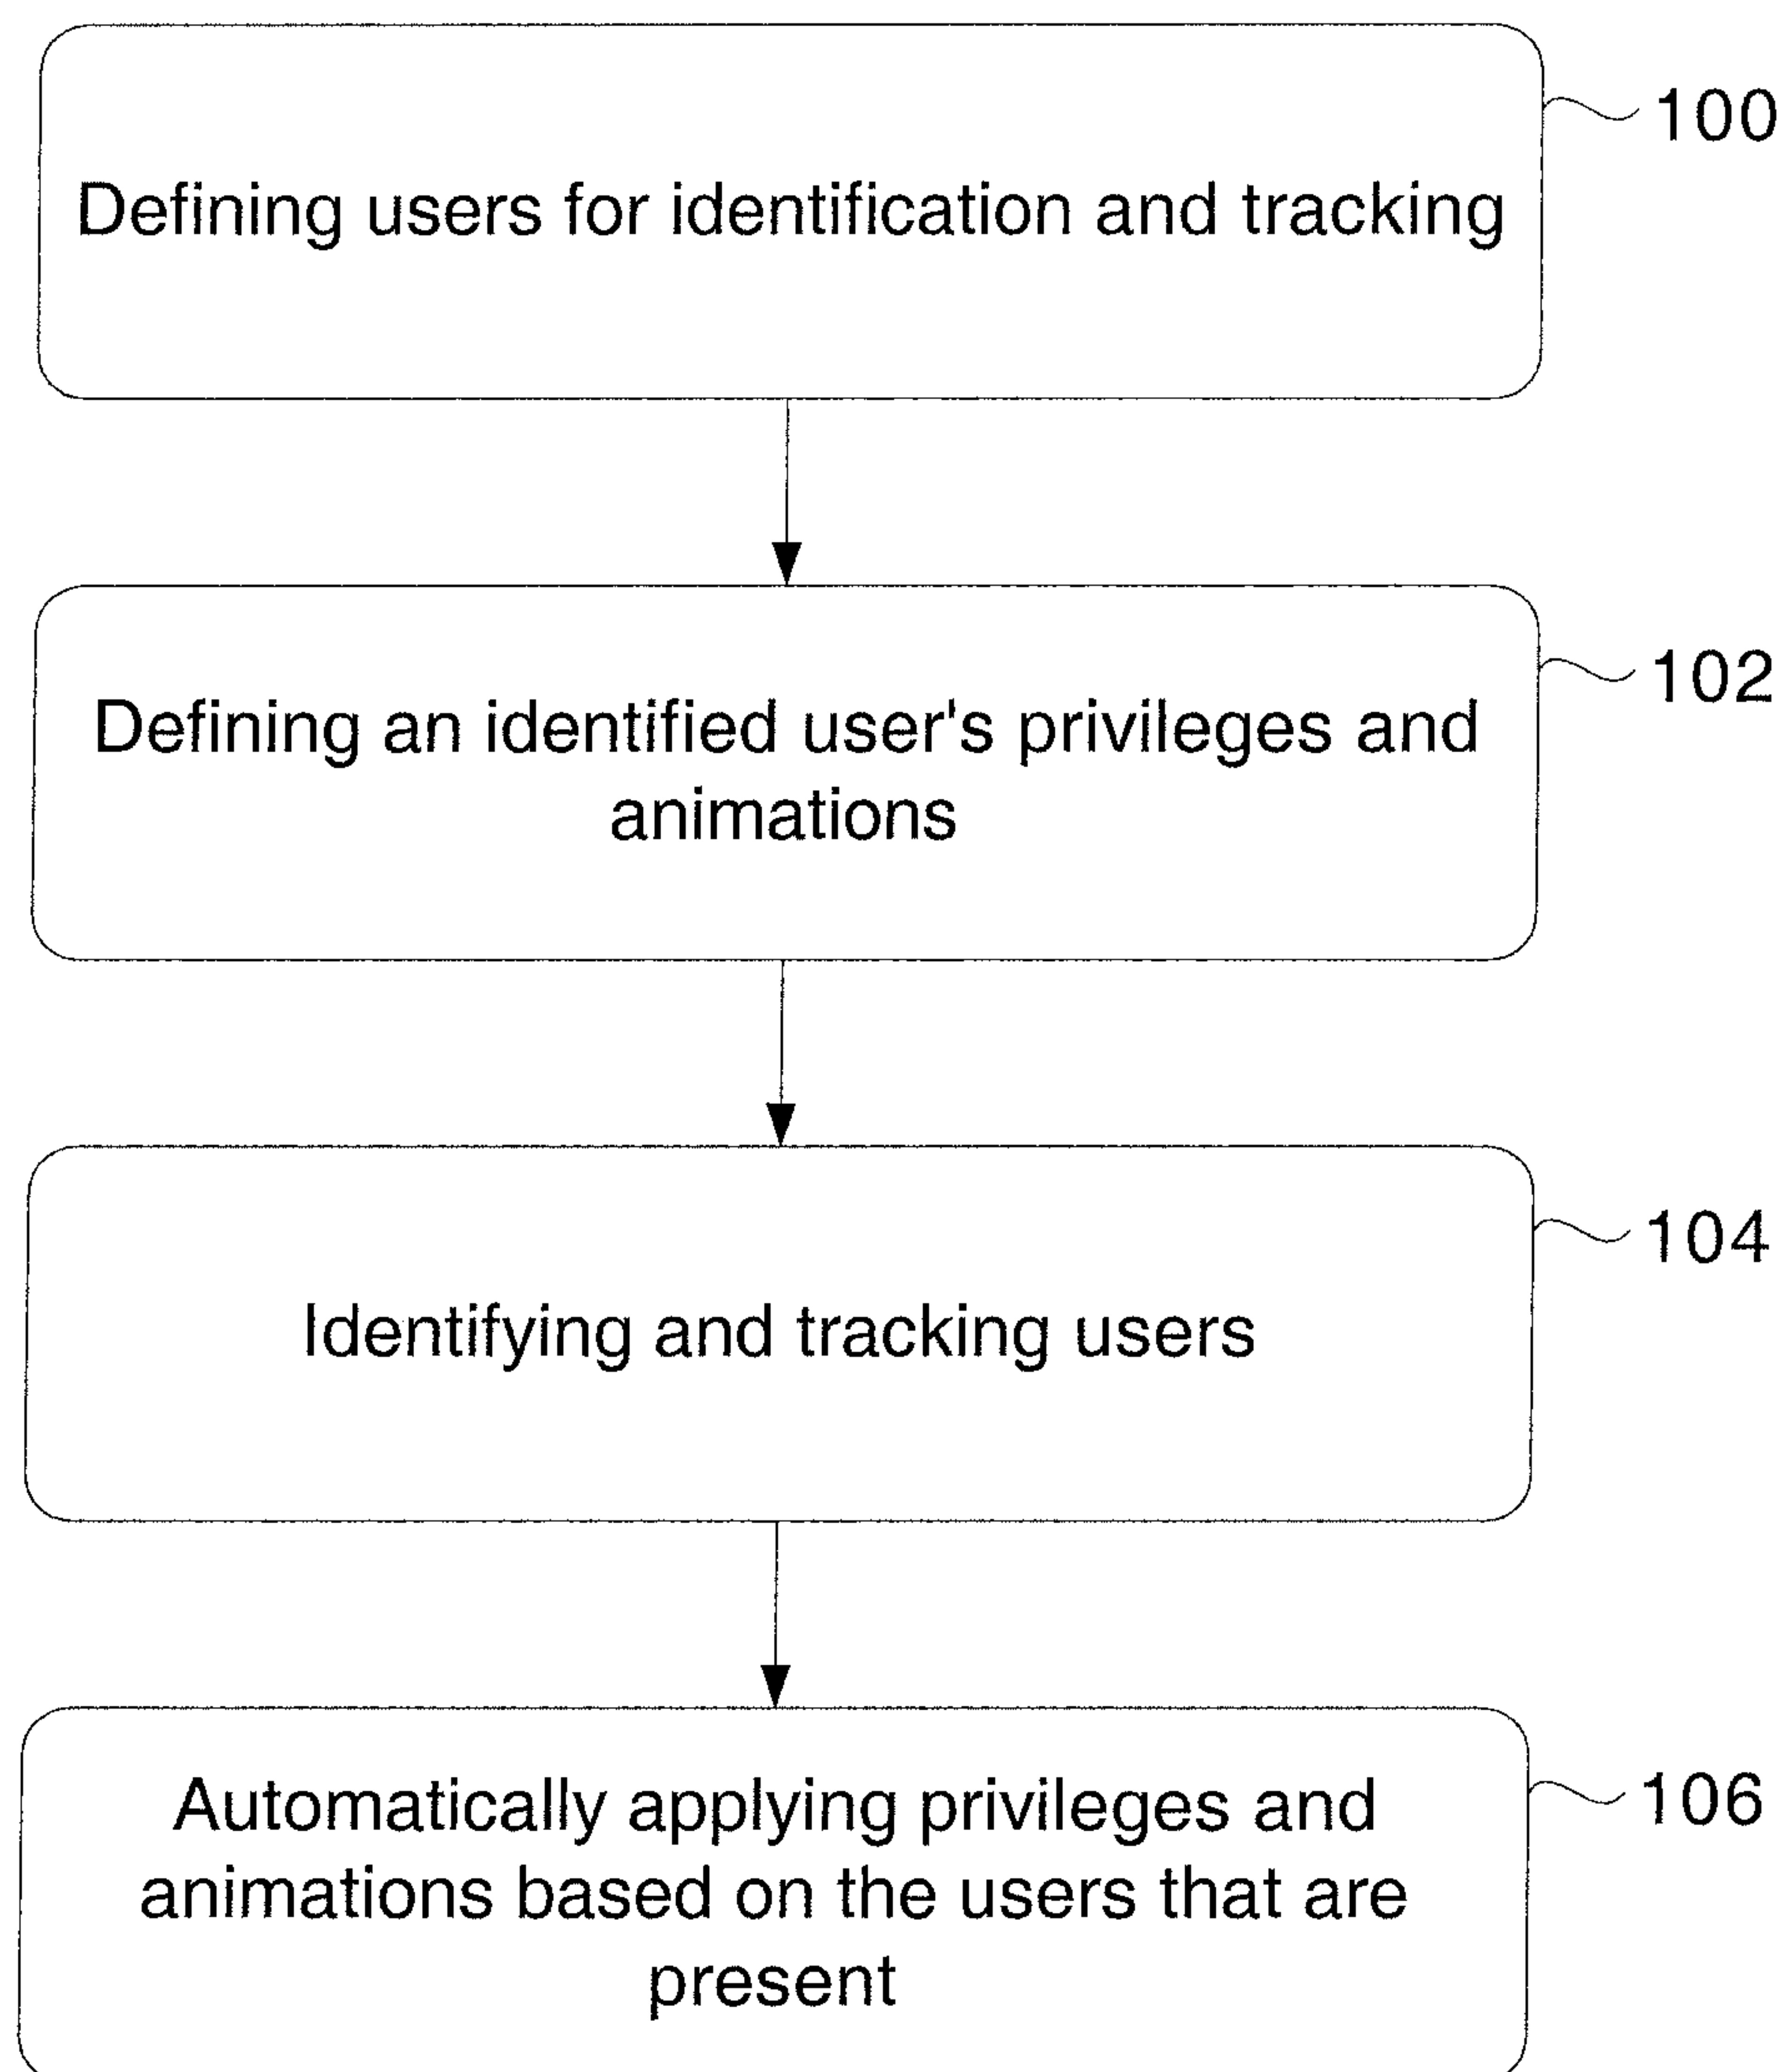 100
Defining users for identification and tracking
102
Defining an identified user's privileges and
animations
104
Identifying and tracking users
106
Automatically applying privileges and
animations based on the users that are
present